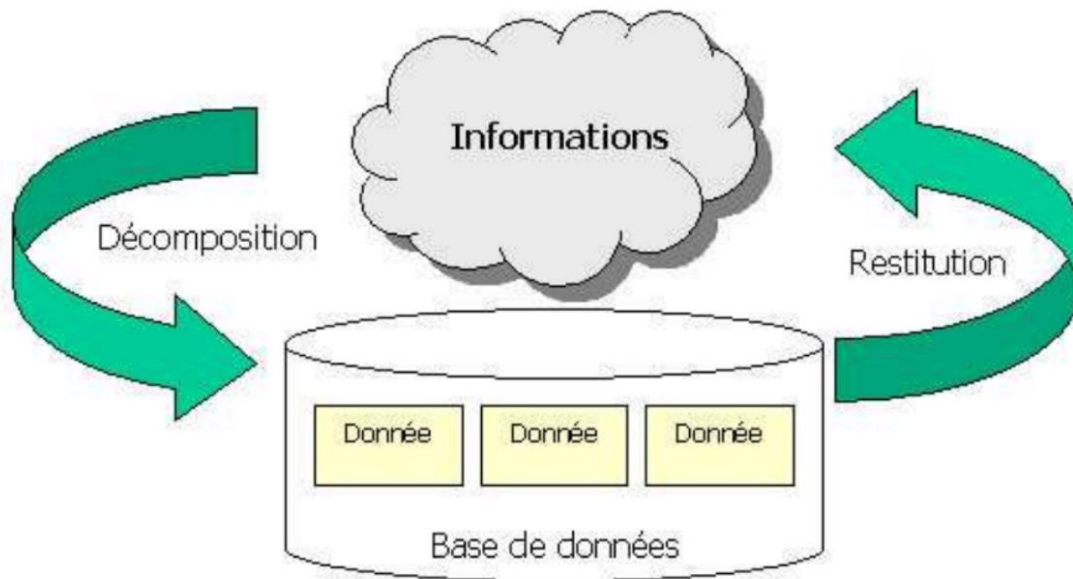 Informations
Décomposition
Restitution
Donnée
Donnée
Donnée
Base de données